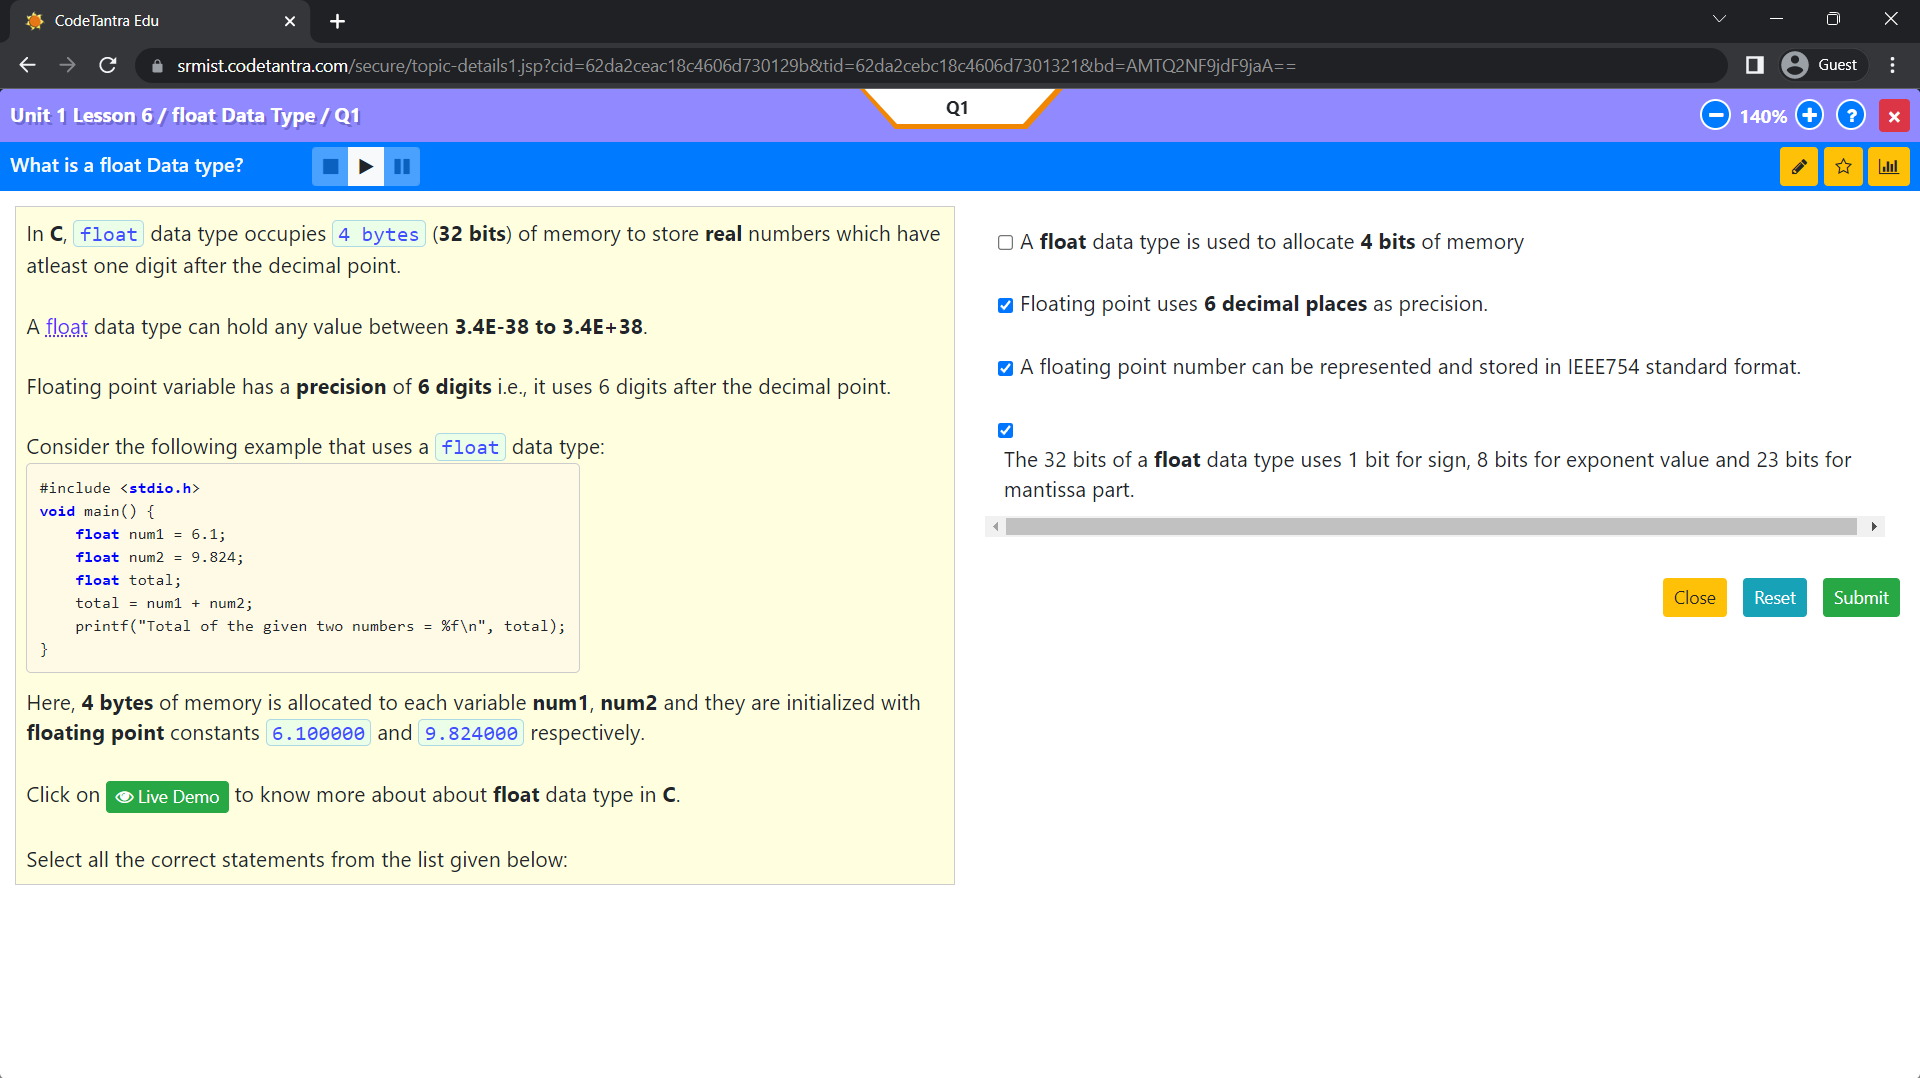 CodeTantra Edu
srmist.codetantra.com/secure/topic-details1.jsp?cid=62da2ceac18c4606d730129b&tid=62da2cebc18c4606d7301321&bd=AMTQ2NF9jdF9jaA==
Guest
Unit 1 Lesson 6 / float Data Type / Q1
Q1
140%
What is a float Data type?
In C, float data type occupies 4 bytes (32 bits) of memory to store real numbers which have
atleast one digit after the decimal point.
A float data type can hold any value between 3.4E-38 to 3.4E+38.
Floating point variable has a precision of 6 digits i.e., it uses 6 digits after the decimal point.
Consider the following example that uses a float data type:
#include <stdio.h>
void main() {
    float num1 = 6.1;
    float num2 = 9.824;
    float total;
    total = num1 + num2;
    printf("Total of the given two numbers = %f\n", total);
}
Here, 4 bytes of memory is allocated to each variable num1, num2 and they are initialized with
floating point constants 6.100000 and 9.824000 respectively.
Click on Live Demo to know more about about float data type in C.
Select all the correct statements from the list given below:
A float data type is used to allocate 4 bits of memory
Floating point uses 6 decimal places as precision.
A floating point number can be represented and stored in IEEE754 standard format.
The 32 bits of a float data type uses 1 bit for sign, 8 bits for exponent value and 23 bits for
mantissa part.
Close
Reset
Submit